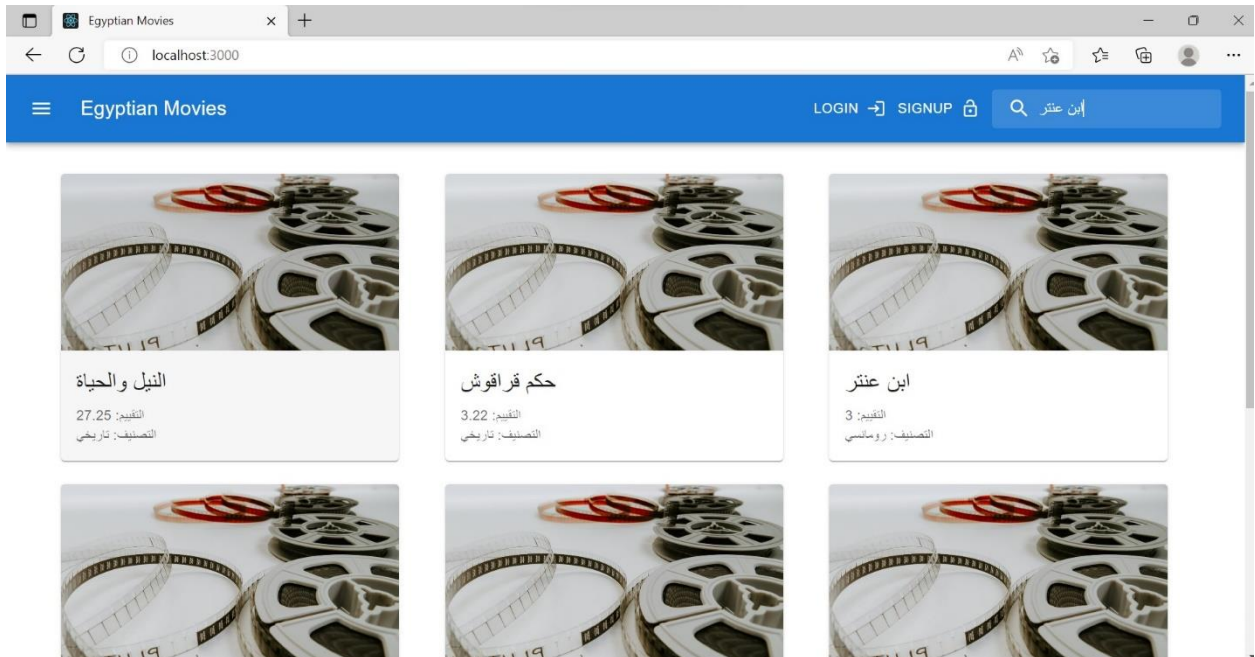 Egyptian Movies
localhost:3000
Egyptian Movies
LOGIN
SIGNUP
ابن عنتر
النيل والحياة
التقييم: 27.25
التصنيف: تاريخي
حكم قراقوش
التقييم: 3.22
التصنيف: تاريخي
ابن عنتر
التقييم: 3
التصنيف: رومانسي